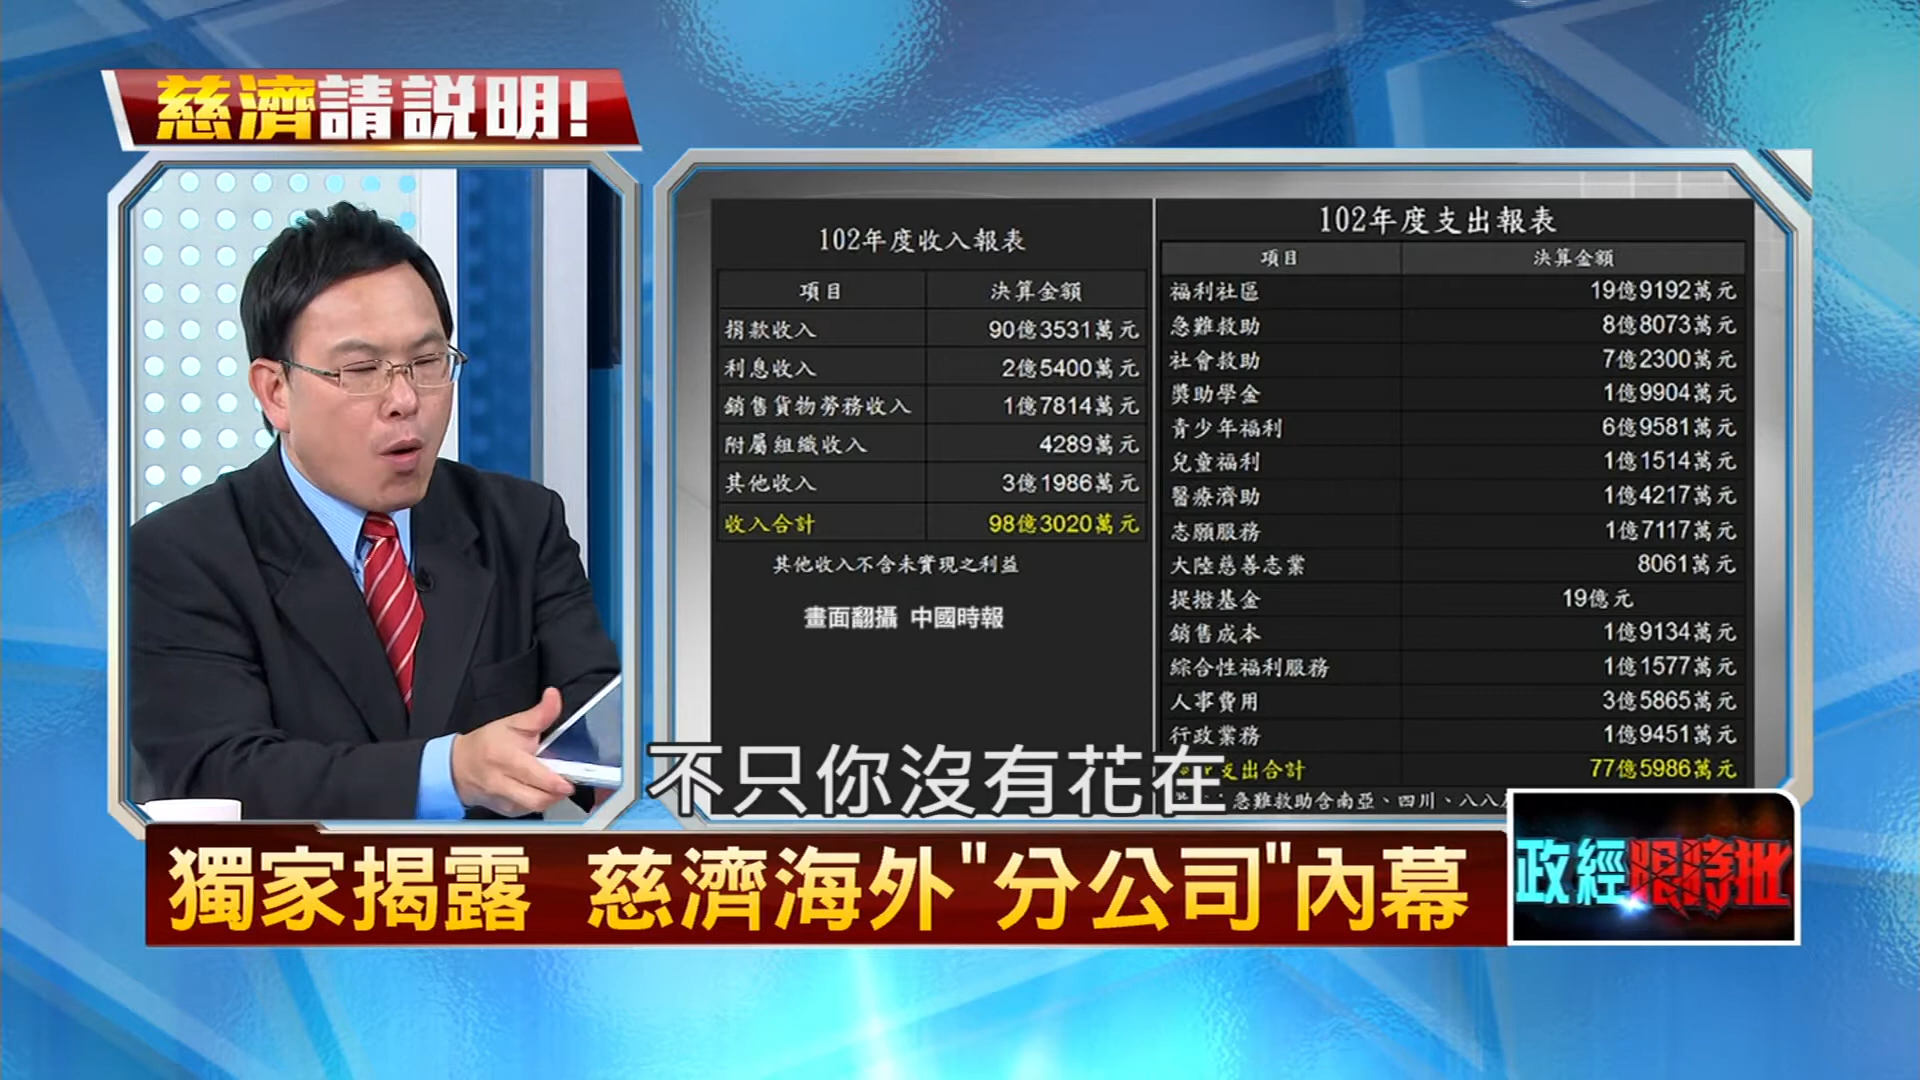 慈濟請說明!
102年度收入報表
項目 決算金額
捐款收入 90億3531萬元
利息收入 2億5400萬元
銷售貨物勞務收入 1億7814萬元
附屬組織收入 4289萬元
其他收入 3億1986萬元
收入合計 98億3020萬元
其他收入不含未實現之利益
畫面翻攝 中國時報
102年度支出報表
項目 決算金額
福利社區 19億9192萬元
急難救助 8億8073萬元
社會救助 7億2300萬元
獎助學金 1億9904萬元
青少年福利 6億9581萬元
兒童福利 1億1514萬元
醫療濟助 1億4217萬元
志願服務 1億7117萬元
大陸慈善志業 8061萬元
提撥基金 19億元
銷售成本 1億9134萬元
綜合性福利服務 1億1577萬元
人事費用 3億5865萬元
行政業務 1億9451萬元
支出合計 77億5986萬元
急難救助含南亞、四川、八八
不只你沒有花在
獨家揭露 慈濟海外"分公司"內幕
政經眼時批